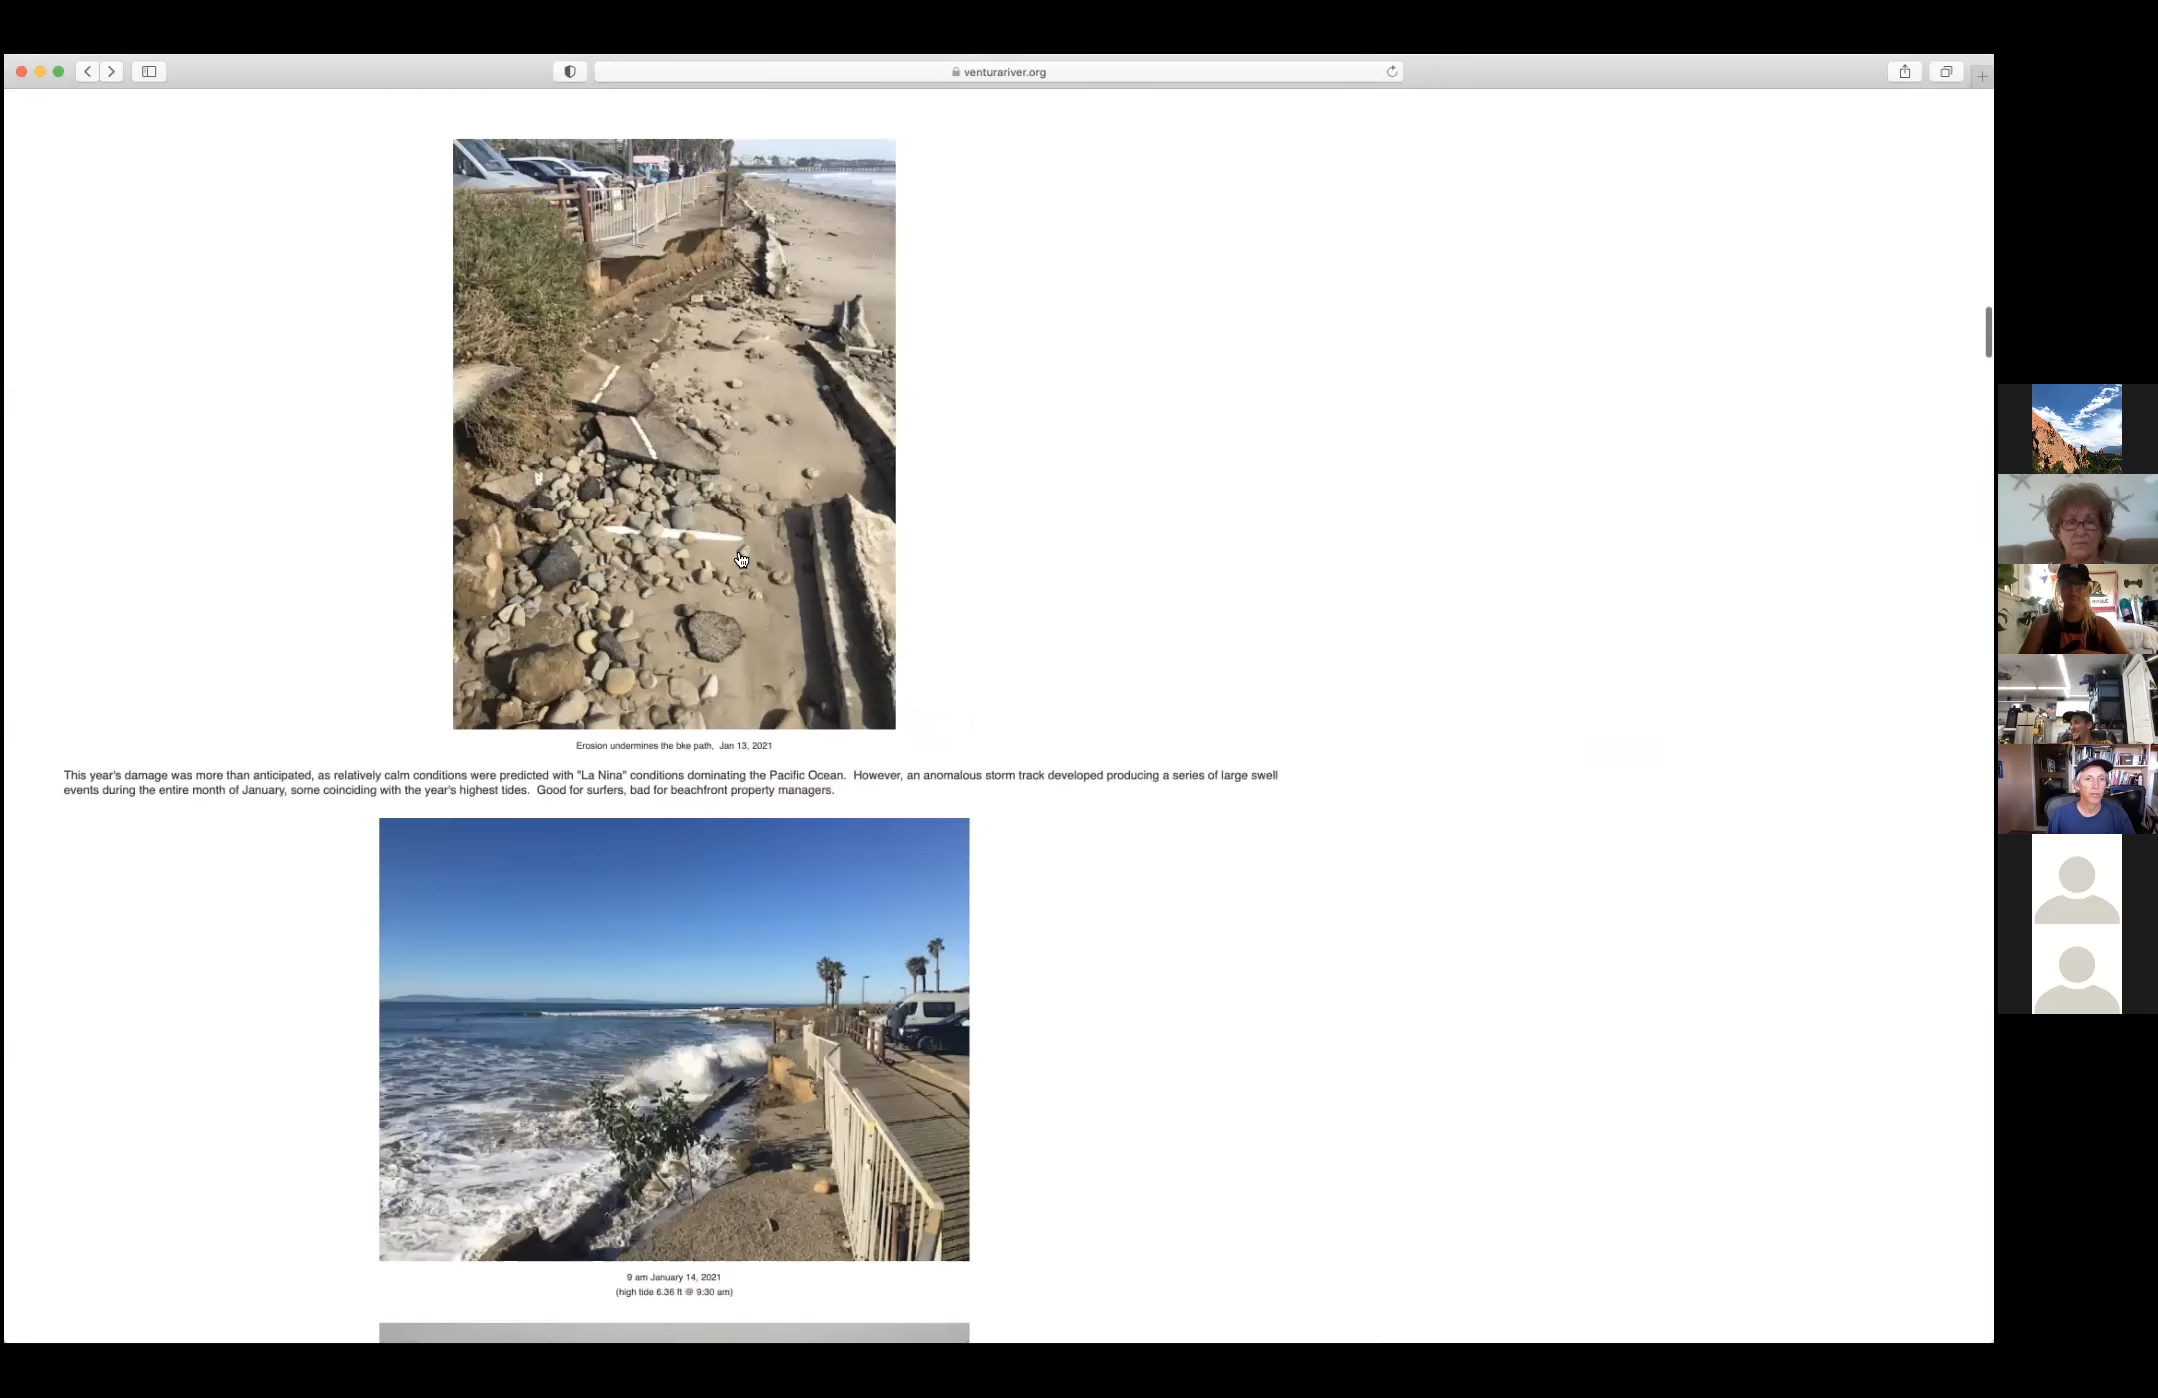 venturariver.org
Erosion undermines the bke path, Jan 13, 2021
This year's damage was more than anticipated, as relatively calm conditions were predicted with "La Nina" conditions dominating the Pacific Ocean. However, an anomalous storm track developed producing a series of large swell
events during the entire month of January, some coinciding with the year's highest tides. Good for surfers, bad for beachfront property managers.
9 am January 14, 2021
(high tide 6.36 ft @ 9:30 am)